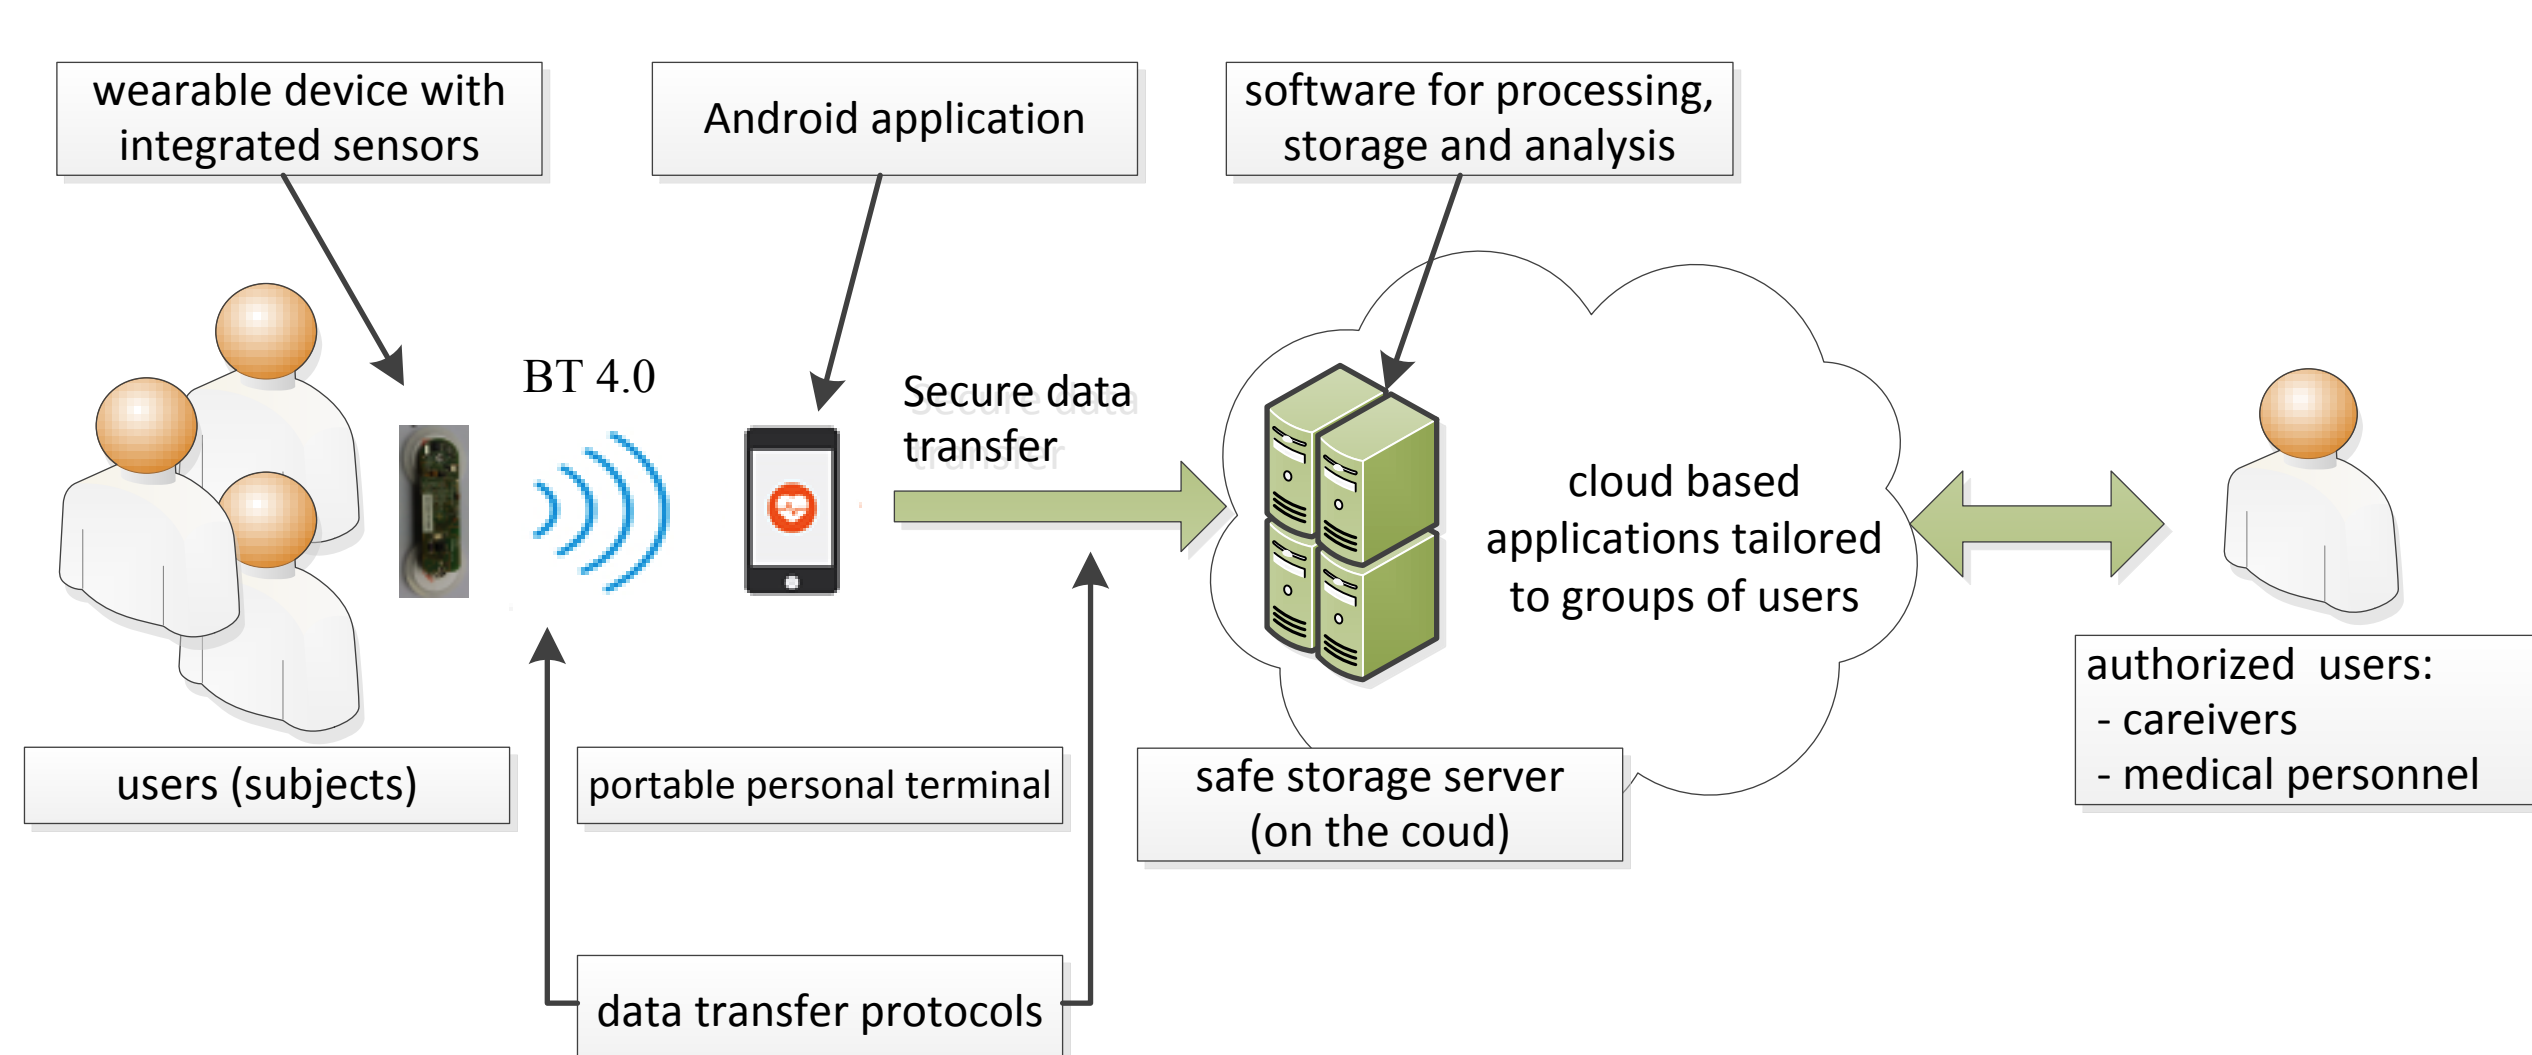 wearable device with
integrated sensors
Android application
software for processing,
storage and analysis
BT 4.0
Secure data
transfer
cloud based
applications tailored
to groups of users
users (subjects)
portable personal terminal
safe storage server
(on the coud)
authorized  users:
- careivers
- medical personnel
data transfer protocols